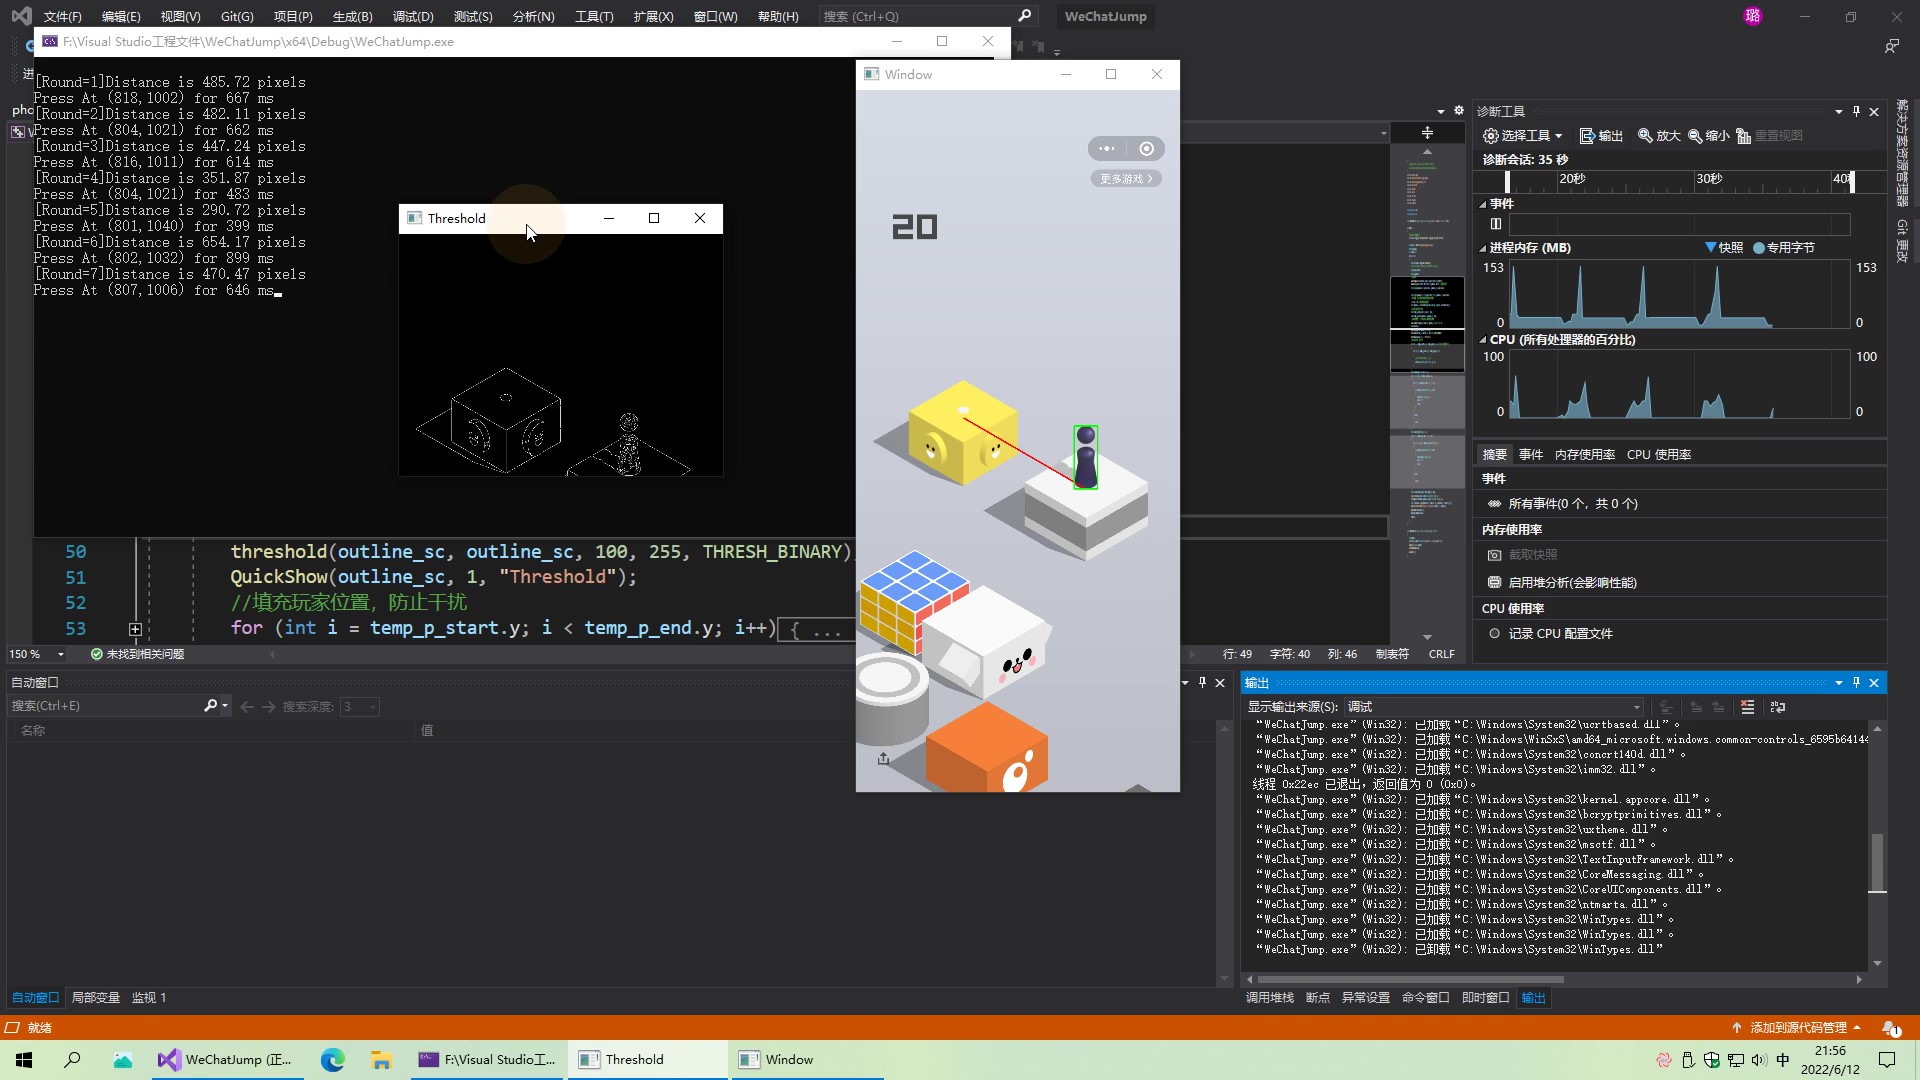 文件(F) 编辑(E) 视图(V) Git(G) 项目(P) 生成(B) 调试(D) 测试(S) 分析(N) 工具(T) 扩展(X) 窗口(W) 帮助(H) 搜索 (Ctrl+Q) WeChatJump 璐
F:\Visual Studio工程文件\WeChatJump\x64\Debug\WeChatJump.exe
[Round=1]Distance is 485.72 pixels
Press At (818,1002) for 667 ms
[Round=2]Distance is 482.11 pixels
Press At (804,1021) for 662 ms
[Round=3]Distance is 447.24 pixels
Press At (816,1011) for 614 ms
[Round=4]Distance is 351.87 pixels
Press At (804,1021) for 483 ms
[Round=5]Distance is 290.72 pixels
Press At (801,1040) for 399 ms
[Round=6]Distance is 654.17 pixels
Press At (802,1032) for 899 ms
[Round=7]Distance is 470.47 pixels
Press At (807,1006) for 646 ms
Threshold
Window
更多游戏 >
20
50 threshold(outline_sc, outline_sc, 100, 255, THRESH_BINARY)
51 QuickShow(outline_sc, 1, "Threshold");
52 //填充玩家位置，防止干扰
53 for (int i = temp_p_start.y; i < temp_p_end.y; i++) { ...
150 % 未找到相关问题
行: 49 字符: 40 列: 46 制表符 CRLF
诊断工具
选择工具 输出 放大 缩小 重置视图
诊断会话: 35 秒
20秒 30秒 40
事件
进程内存 (MB) 快照 专用字节
153 153
0 0
CPU (所有处理器的百分比)
100 100
0 0
摘要 事件 内存使用率 CPU 使用率
事件
所有事件(0 个，共 0 个)
内存使用率
截取快照
启用堆分析(会影响性能)
CPU 使用率
记录 CPU 配置文件
解决方案资源管理器
Git 更改
自动窗口
搜索(Ctrl+E) 搜索深度: 3
名称 值
自动窗口 局部变量 监视 1
输出
显示输出来源(S): 调试
“WeChatJump.exe”(Win32): 已加载“C:\Windows\System32\ucrtbased.dll”。
“WeChatJump.exe”(Win32): 已加载“C:\Windows\WinSxS\amd64_microsoft.windows.common-controls_6595b64144
“WeChatJump.exe”(Win32): 已加载“C:\Windows\System32\concrt140d.dll”。
“WeChatJump.exe”(Win32): 已加载“C:\Windows\System32\imm32.dll”。
线程 0x22ec 已退出，返回值为 0 (0x0)。
“WeChatJump.exe”(Win32): 已加载“C:\Windows\System32\kernel.appcore.dll”。
“WeChatJump.exe”(Win32): 已加载“C:\Windows\System32\bcryptprimitives.dll”。
“WeChatJump.exe”(Win32): 已加载“C:\Windows\System32\uxtheme.dll”。
“WeChatJump.exe”(Win32): 已加载“C:\Windows\System32\msctf.dll”。
“WeChatJump.exe”(Win32): 已加载“C:\Windows\System32\TextInputFramework.dll”。
“WeChatJump.exe”(Win32): 已加载“C:\Windows\System32\CoreMessaging.dll”。
“WeChatJump.exe”(Win32): 已加载“C:\Windows\System32\CoreUIComponents.dll”。
“WeChatJump.exe”(Win32): 已加载“C:\Windows\System32\ntmarta.dll”。
“WeChatJump.exe”(Win32): 已加载“C:\Windows\System32\WinTypes.dll”。
“WeChatJump.exe”(Win32): 已加载“C:\Windows\System32\WinTypes.dll”。
“WeChatJump.exe”(Win32): 已卸载“C:\Windows\System32\WinTypes.dll”
调用堆栈 断点 异常设置 命令窗口 即时窗口 输出
就绪 添加到源代码管理 1
WeChatJump (正... F:\Visual Studio工... Threshold Window 中
21:56
2022/6/12